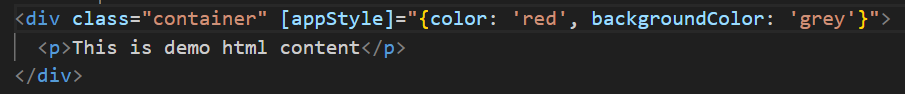 <div class="container" [appStyle]="{color: 'red', backgroundColor: 'grey'}">
<p>This is demo html content</p>
</div>